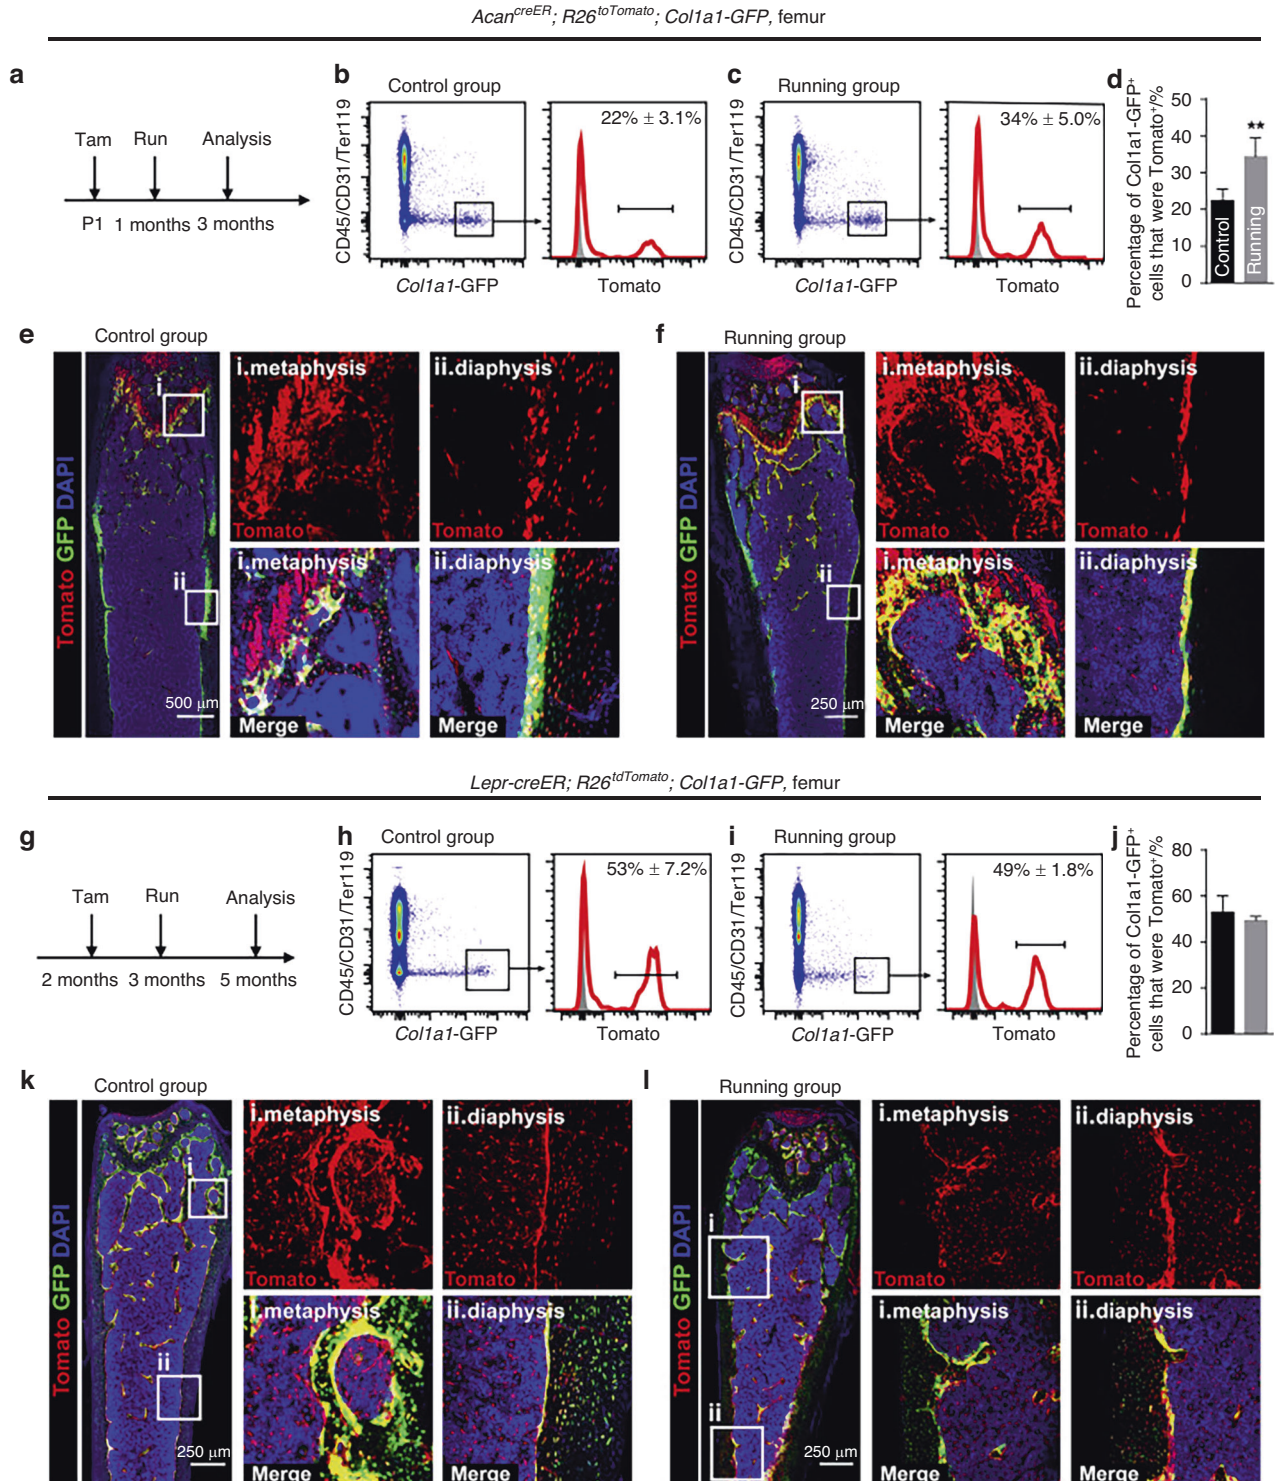 Acan^creER; R26^toTomato; Col1a1-GFP, femur
a
Tam Run Analysis
P1 1 months 3 months
b
Control group
CD45/CD31/Ter119
Col1a1-GFP
22% ± 3.1%
Tomato
c
Running group
CD45/CD31/Ter119
Col1a1-GFP
34% ± 5.0%
Tomato
d
Percentage of Col1a1-GFP⁺
cells that were Tomato⁺/%
50
40
30
20
10
0
**
Control
Running
e
Control group
Tomato GFP DAPI
i
ii
500 μm
i.metaphysis
Tomato
ii.diaphysis
i.metaphysis
Merge
ii.diaphysis
f
Running group
Tomato GFP DAPI
i
ii
250 μm
i.metaphysis
Tomato
ii.diaphysis
Tomato
i.metaphysis
Merge
ii.diaphysis
Merge
Lepr-creER; R26^tdTomato; Col1a1-GFP, femur
g
Tam Run Analysis
2 months 3 months 5 months
h
Control group
CD45/CD31/Ter119
Col1a1-GFP
53% ± 7.2%
Tomato
i
Running group
CD45/CD31/Ter119
Col1a1-GFP
49% ± 1.8%
Tomato
j
Percentage of Col1a1-GFP⁺
cells that were Tomato⁺/%
80
60
40
20
0
k
Control group
Tomato GFP DAPI
i
ii
250 μm
i.metaphysis
Tomato
ii.diaphysis
i.metaphysis
Merge
ii.diaphysis
l
Running group
Tomato GFP DAPI
i
ii
250 μm
i.metaphysis
Tomato
ii.diaphysis
Tomato
i.metaphysis
Merge
ii.diaphysis
Merge